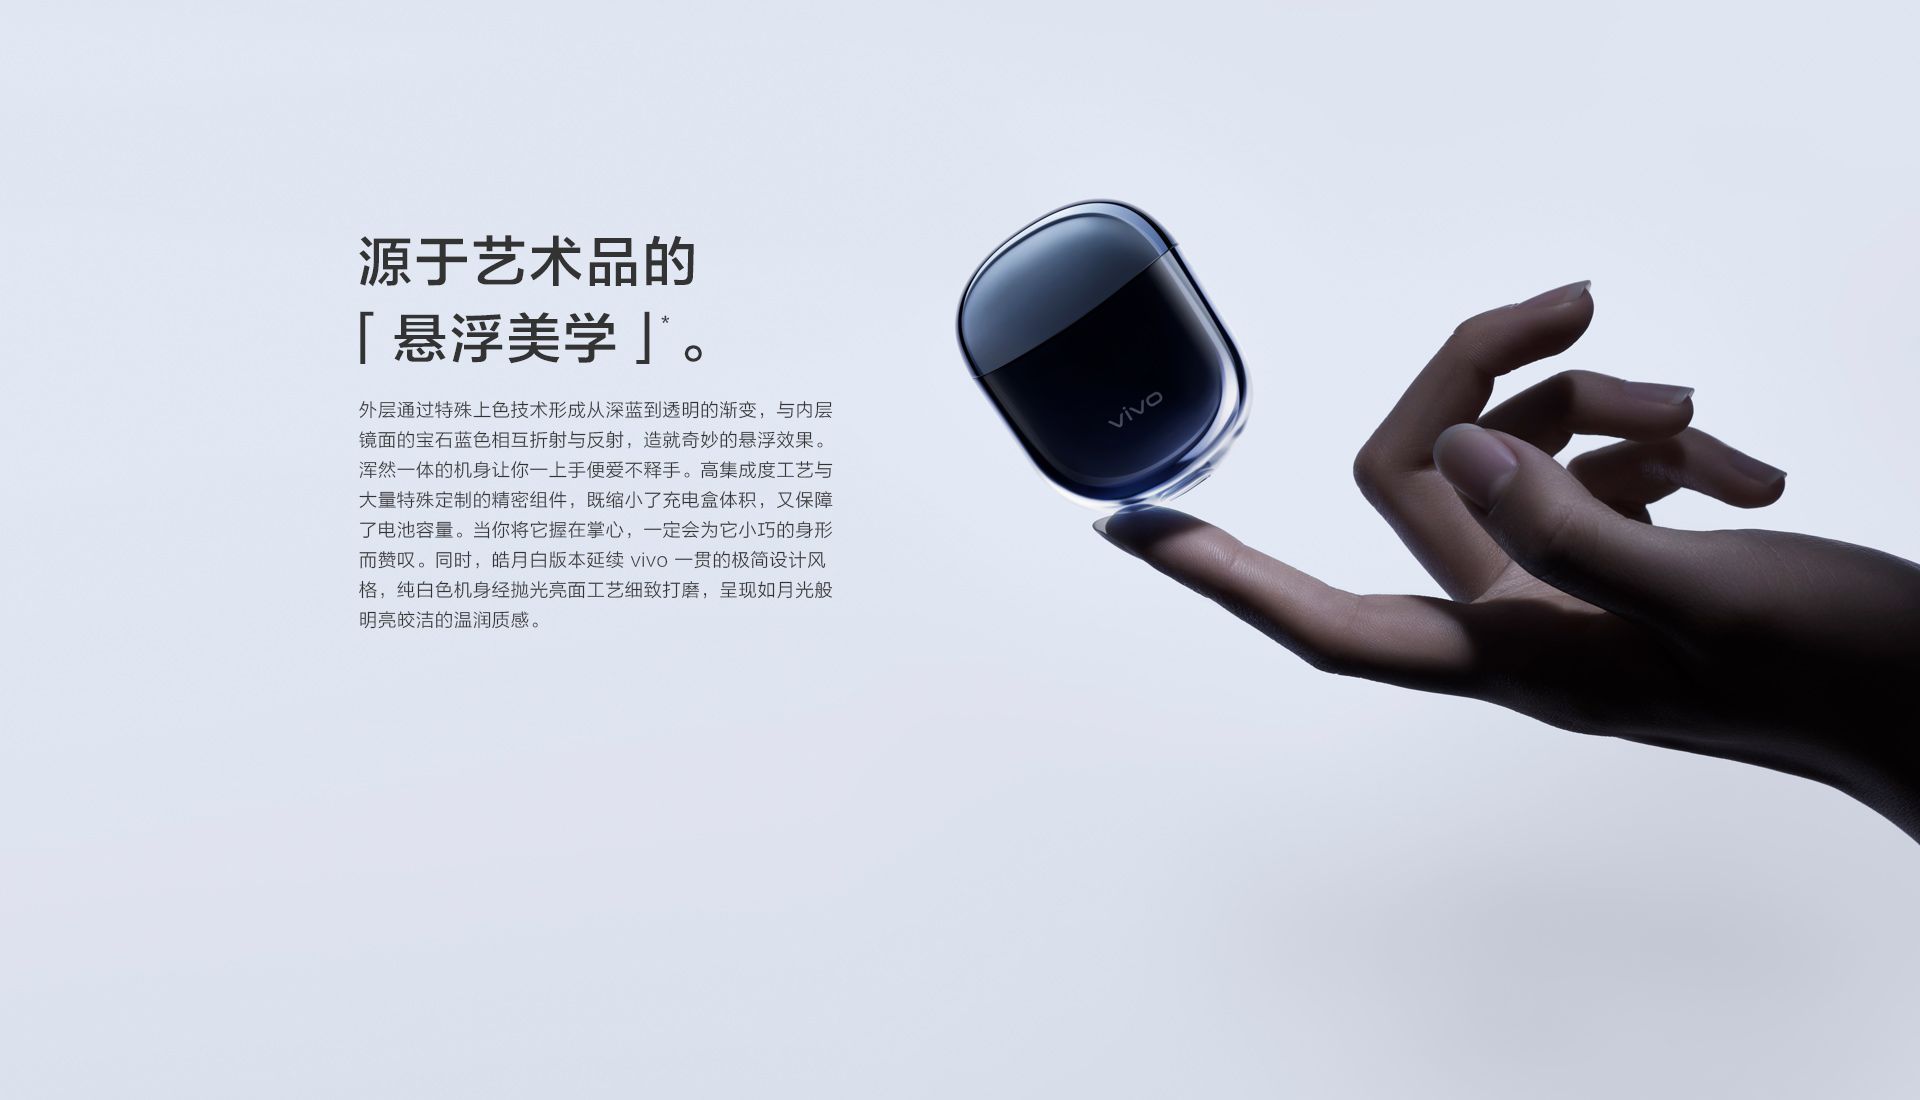 源于艺术品的
「悬浮美学」*。
外层通过特殊上色技术形成从深蓝到透明的渐变，与内层
镜面的宝石蓝色相互折射与反射，造就奇妙的悬浮效果。
浑然一体的机身让你一上手便爱不释手。高集成度工艺与
大量特殊定制的精密组件，既缩小了充电盒体积，又保障
了电池容量。当你将它握在掌心，一定会为它小巧的身形
而赞叹。同时，皓月白版本延续 vivo 一贯的极简设计风
格，纯白色机身经抛光亮面工艺细致打磨，呈现如月光般
明亮皎洁的温润质感。
vivo